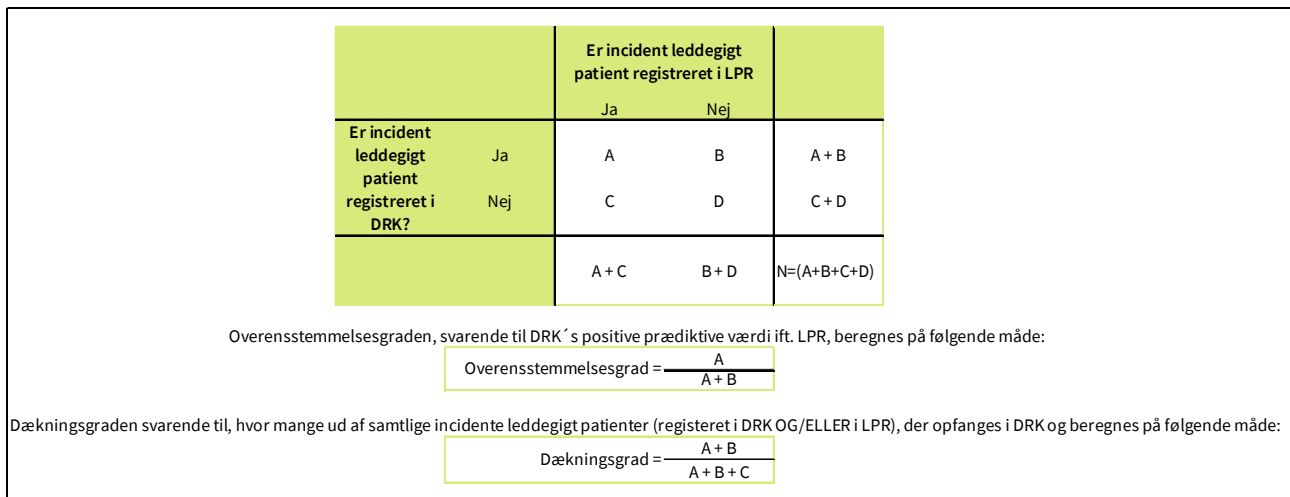 Er incident leddegigt
patient registreret i LPR
Ja Nej
Er incident
leddegigt
patient
registreret i
DRK?
Ja A B A + B
Nej C D C + D
A + C B + D N=(A+B+C+D)
Overensstemmelsesgraden, svarende til DRK´s positive prædiktive værdi ift. LPR, beregnes på følgende måde:
Overensstemmelsesgrad = A
A + B
Dækningsgraden svarende til, hvor mange ud af samtlige incidente leddegigt patienter (registeret i DRK OG/ELLER i LPR), der opfanges i DRK og beregnes på følgende måde:
Dækningsgrad = A + B
A + B + C